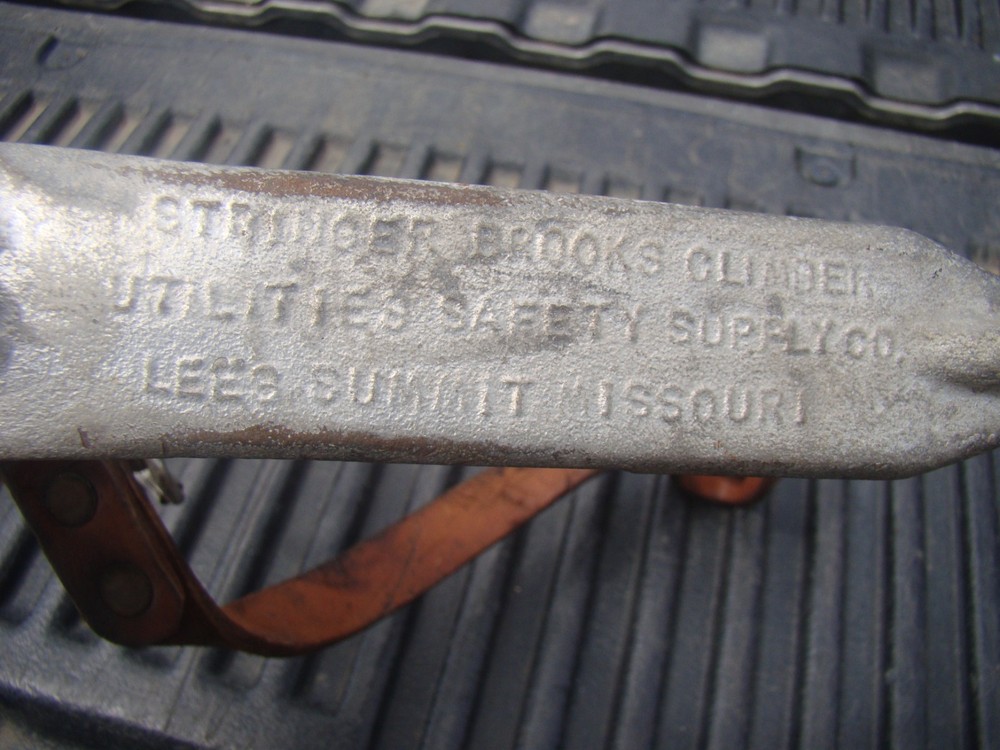 STRINGER BROOKS CLIMBER
UTILITIES SAFETY SUPPLY CO.
LEES SUMMIT MISSOURI